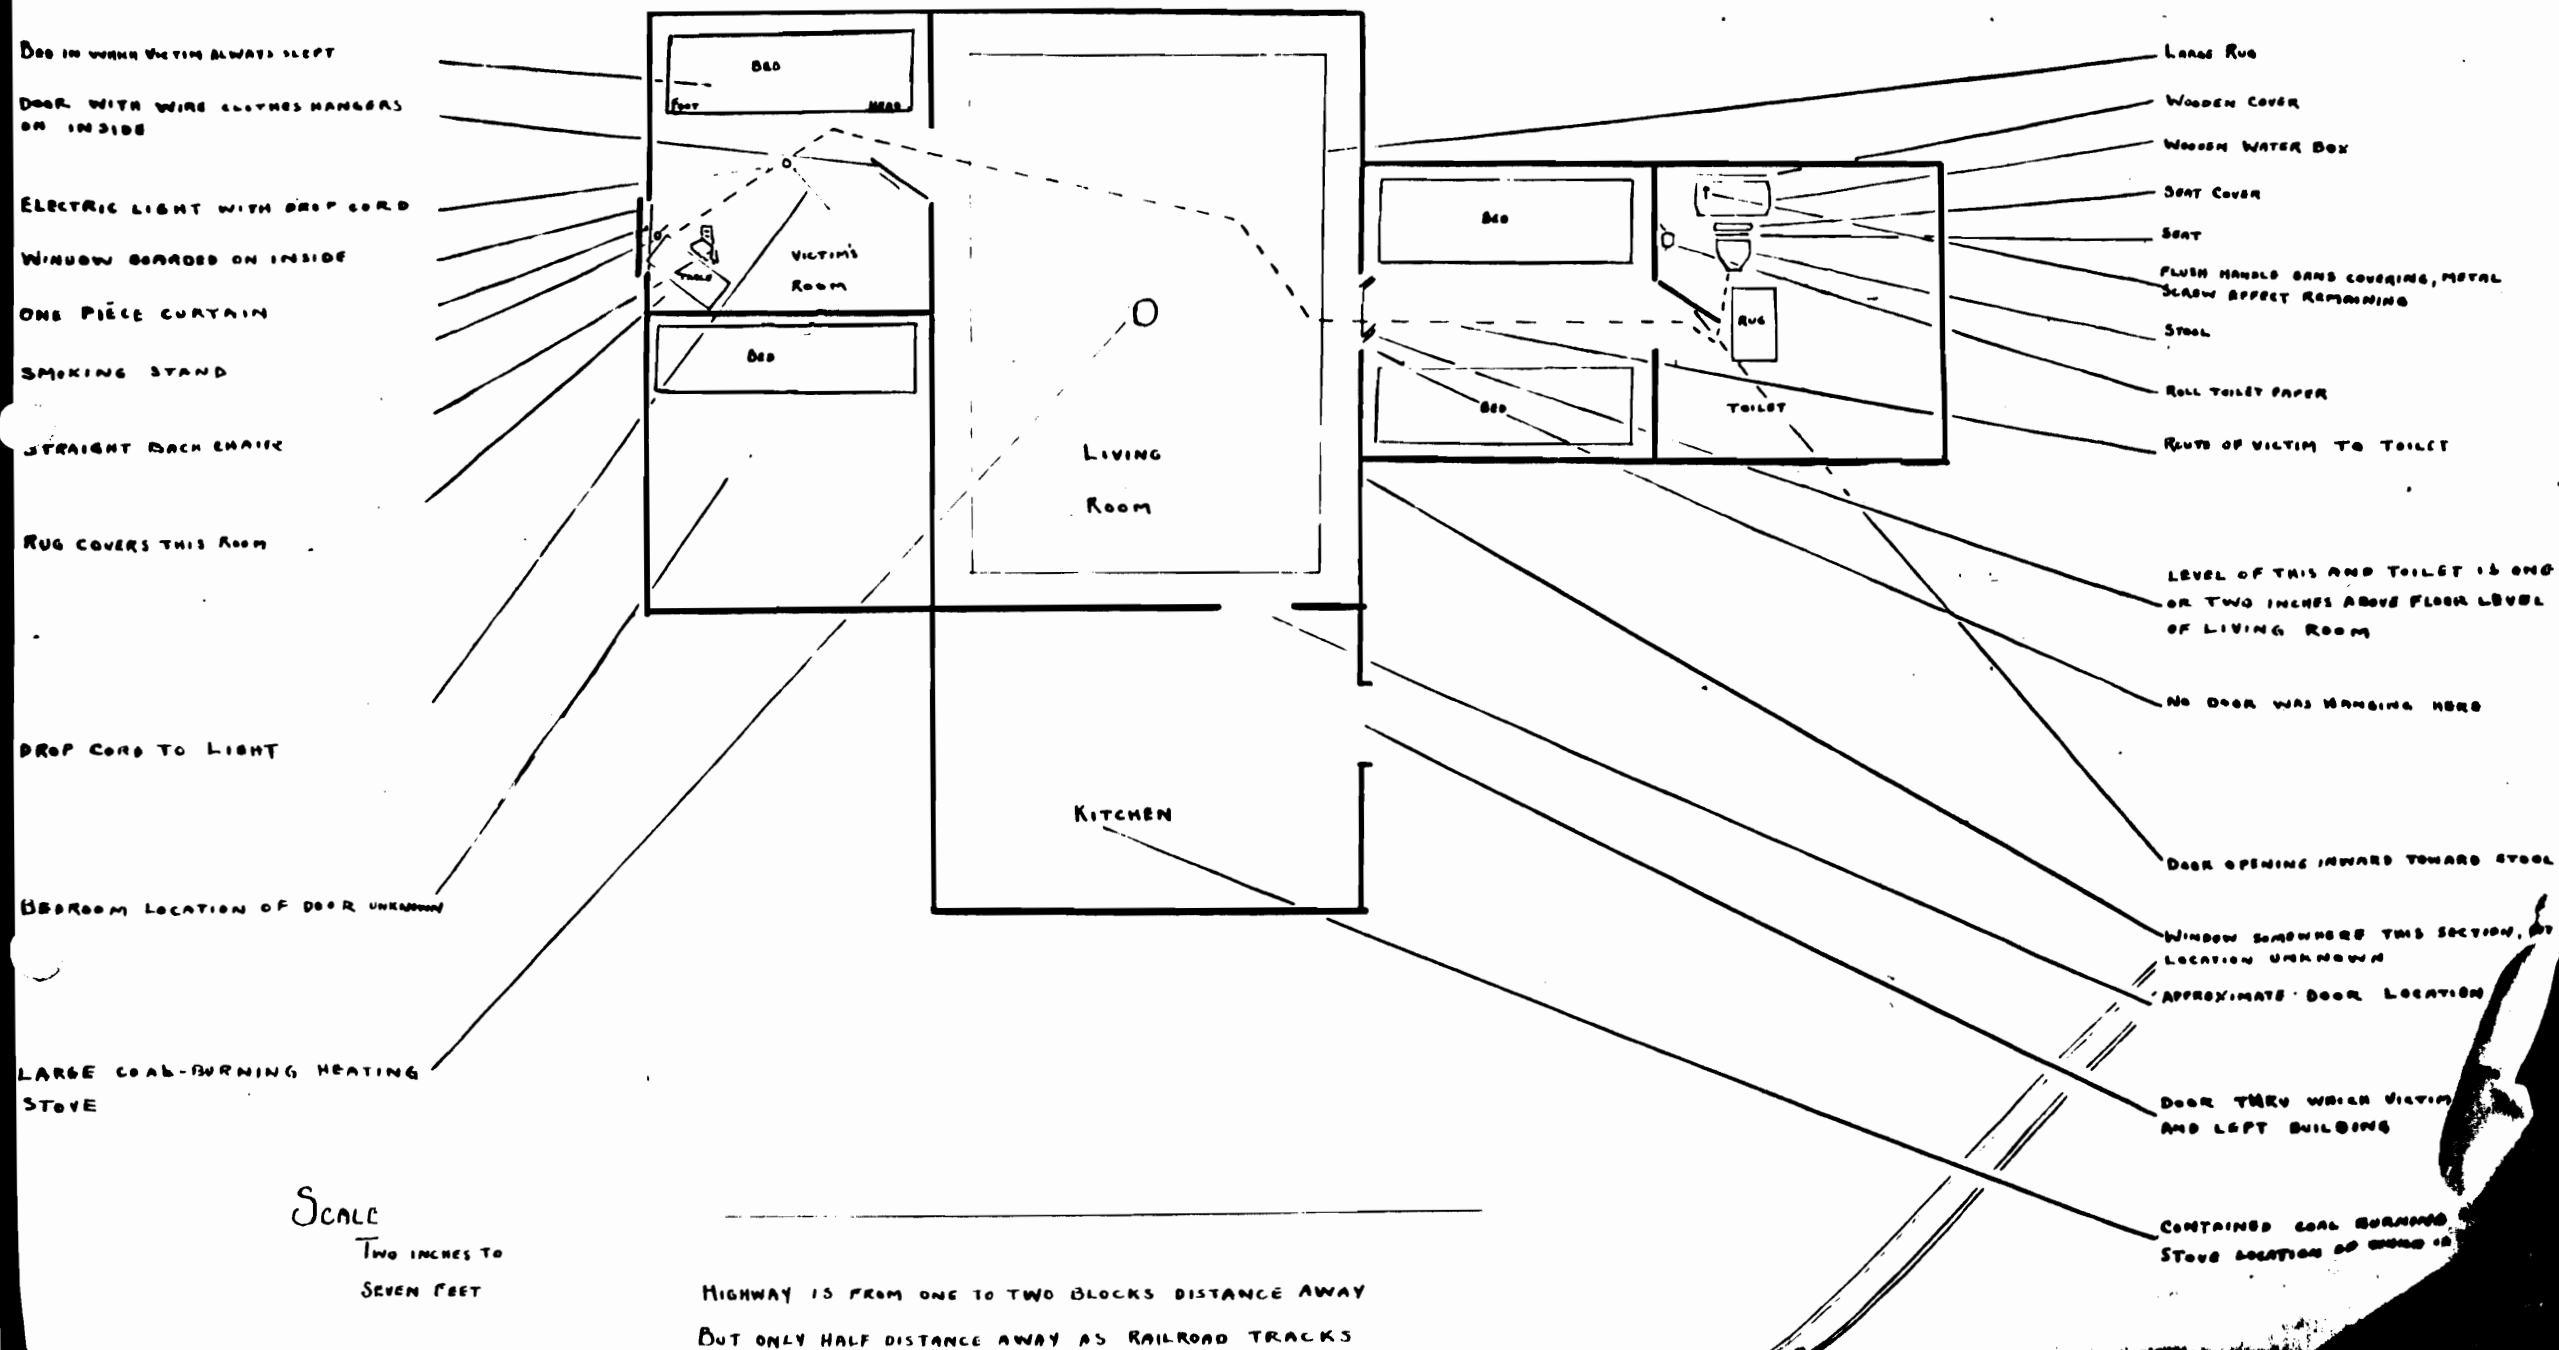 BED IN WHICH VICTIM ALWAYS SLEPT
DOOR WITH WIRE CLOTHES HANGERS
ON INSIDE
ELECTRIC LIGHT WITH DROP CORD
WINDOW BOARDED ON INSIDE
ONE PIECE CURTAIN
SMOKING STAND
STRAIGHT BACK CHAIR
RUG COVERS THIS ROOM
DROP CORD TO LIGHT
BEDROOM LOCATION OF DOOR UNKNOWN
LARGE COAL-BURNING HEATING
STOVE
BED
FOOT HEAD
TABLE
VICTIM'S
ROOM
BED
LIVING
ROOM
KITCHEN
BED
BED
RUG
TOILET
LARGE RUG
WOODEN COVER
WOODEN WATER BOX
SEAT COVER
SEAT
FLUSH HANDLE SANS COVERING, METAL
SCREW EFFECT REMAINING
STOOL
ROLL TOILET PAPER
ROUTE OF VICTIM TO TOILET
LEVEL OF THIS AND TOILET IS ONE
OR TWO INCHES ABOVE FLOOR LEVEL
OF LIVING ROOM
NO DOOR WAS HANGING HERE
DOOR OPENING INWARD TOWARD STOOL
WINDOW SOMEWHERE THIS SECTION,
LOCATION UNKNOWN
APPROXIMATE DOOR LOCATION
DOOR THRU WHICH VICTIM
AND LEFT BUILDING
CONTAINED COAL BURNING
STOVE LOCATION OF WHICH
SCALE
TWO INCHES TO
SEVEN FEET
HIGHWAY IS FROM ONE TO TWO BLOCKS DISTANCE AWAY
BUT ONLY HALF DISTANCE AWAY AS RAILROAD TRACKS